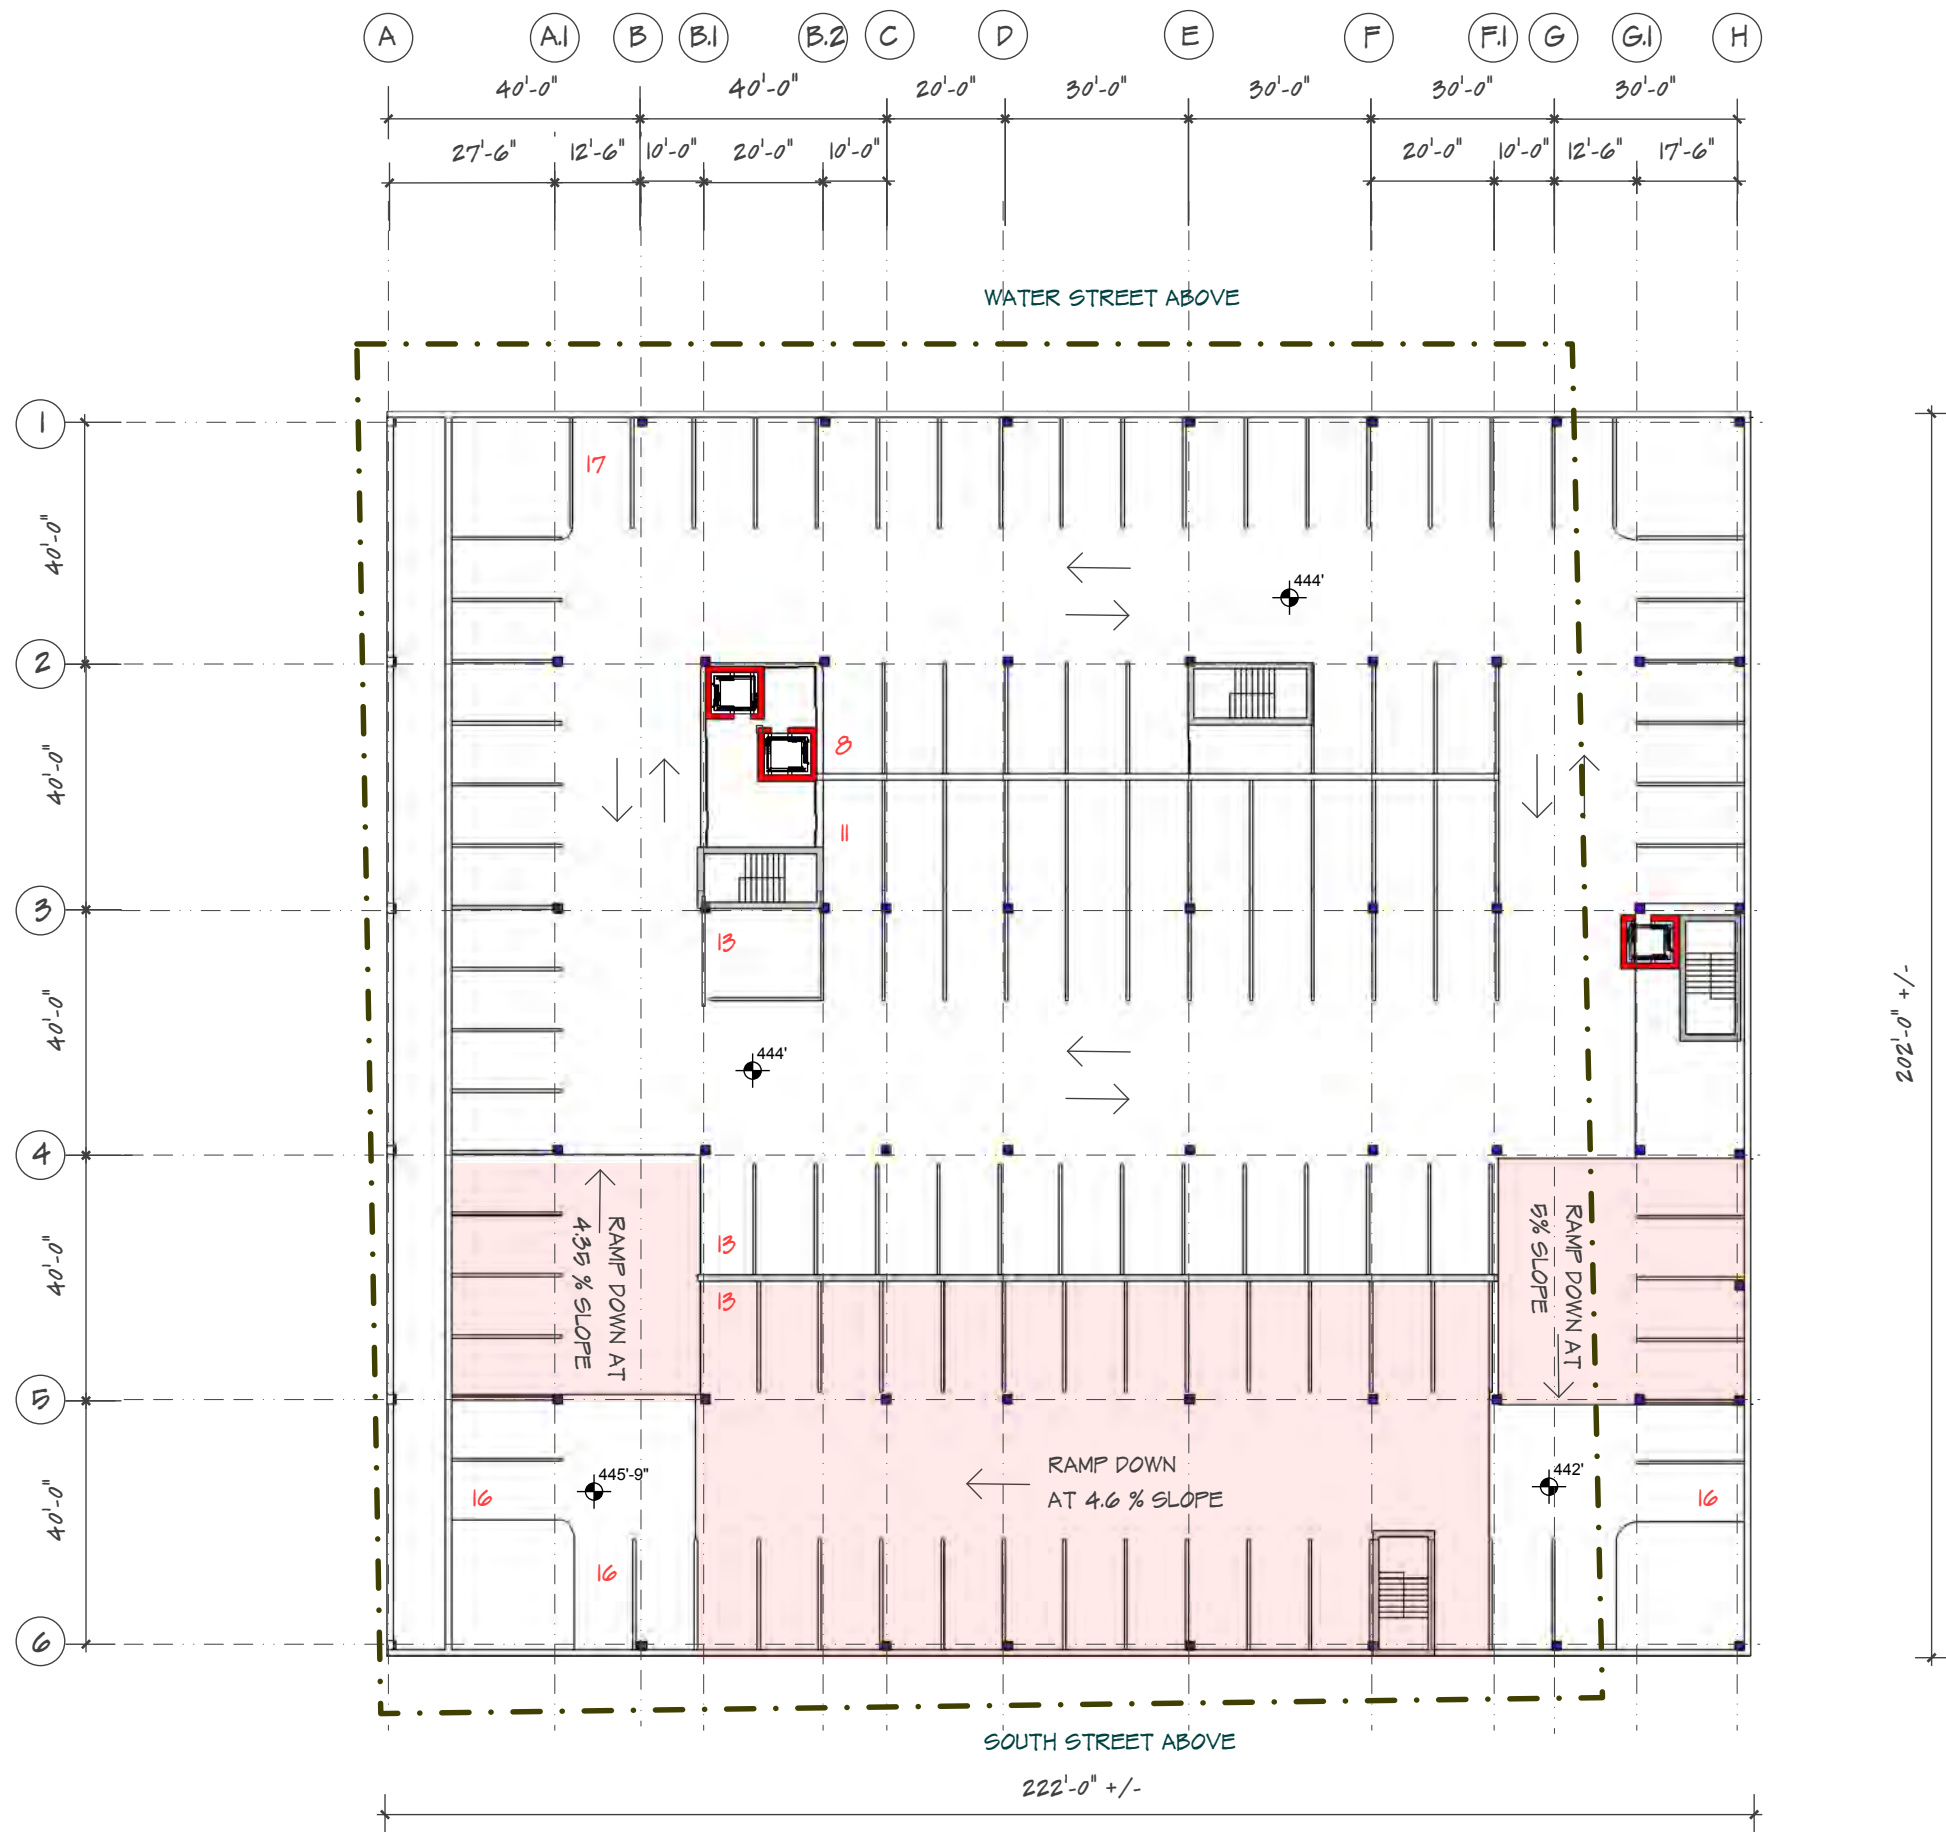 A A.1 B B.1 B.2 C D E F F.1 G G.1 H
40'-0" 40'-0" 20'-0" 30'-0" 30'-0" 30'-0" 30'-0"
27'-6" 12'-6" 10'-0" 20'-0" 10'-0" 20'-0" 10'-0" 12'-6" 17'-6"
WATER STREET ABOVE
1
17
40'-0"
444'
2
8
40'-0"
11
3
13
40'-0"
202'-0" +/-
444'
4
RAMP DOWN AT
4.35 % SLOPE
13
RAMP DOWN AT
5% SLOPE
40'-0"
13
5
RAMP DOWN
AT 4.6 % SLOPE
445'-9"
442'
16
16
40'-0"
16
6
SOUTH STREET ABOVE
222'-0" +/-